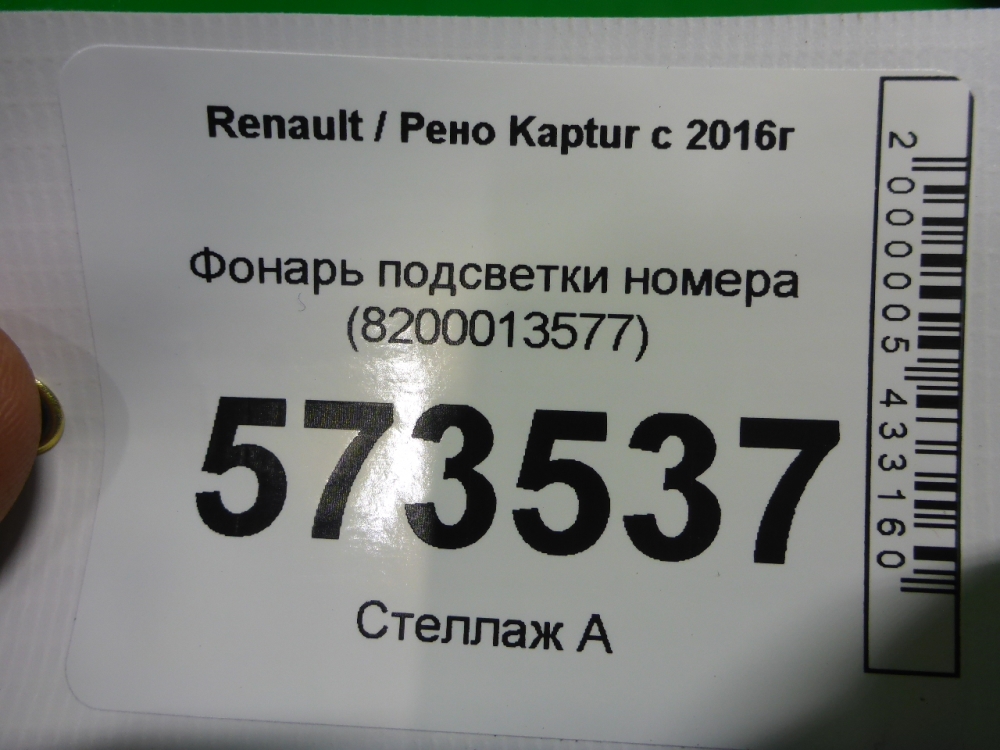 Renault / Рено Kaptur с 2016г
Фонарь подсветки номера
(8200013577)
573537
Стеллаж А
2000005433160